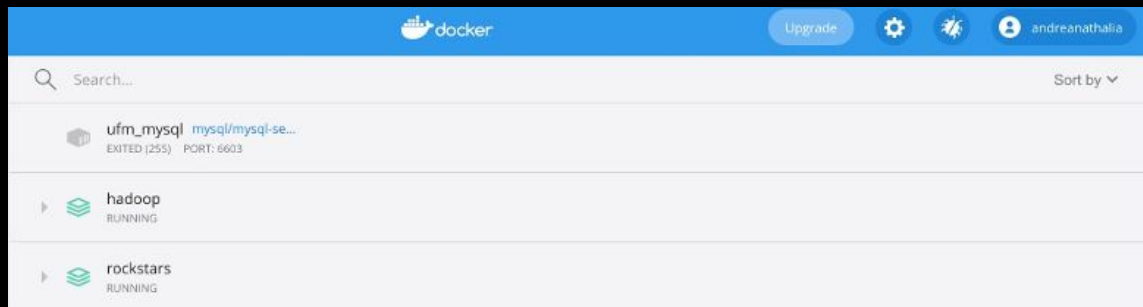 docker
Upgrade
andreanathalia
Search...
Sort by
ufm_mysql mysql/mysql-se...
EXITED (255) PORT: 6603
hadoop
RUNNING
rockstars
RUNNING